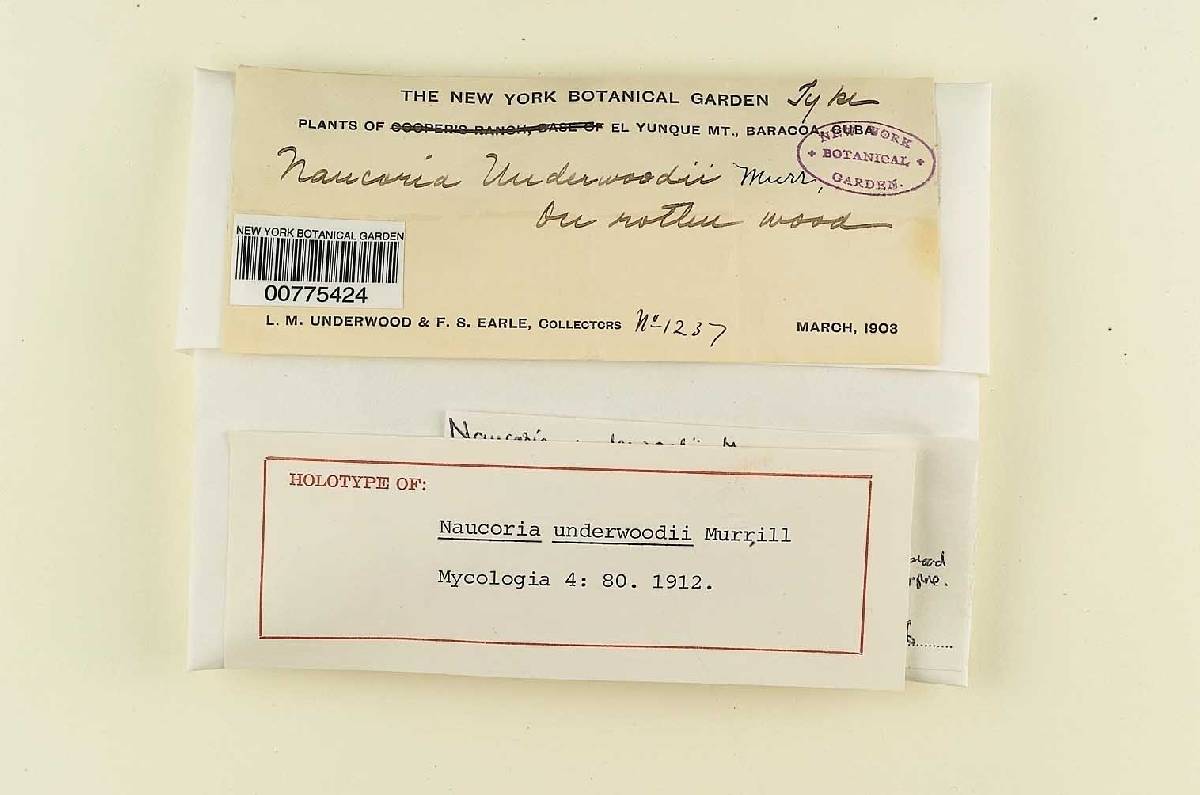 THE NEW YORK BOTANICAL GARDEN Type
PLANTS OF COOPER'S RANCH, BASE OF EL YUNQUE MT., BARACOA, CUBA
NEW YORK
BOTANICAL
GARDEN.
Naucoria Underwoodii Murr.,
On rotten wood
NEW YORK BOTANICAL GARDEN
00775424
L. M. UNDERWOOD & F. S. EARLE, COLLECTORS No 1237 MARCH, 1903
Naucoria
HOLOTYPE OF:
Naucoria underwoodii Murrill
Mycologia 4: 80. 1912.